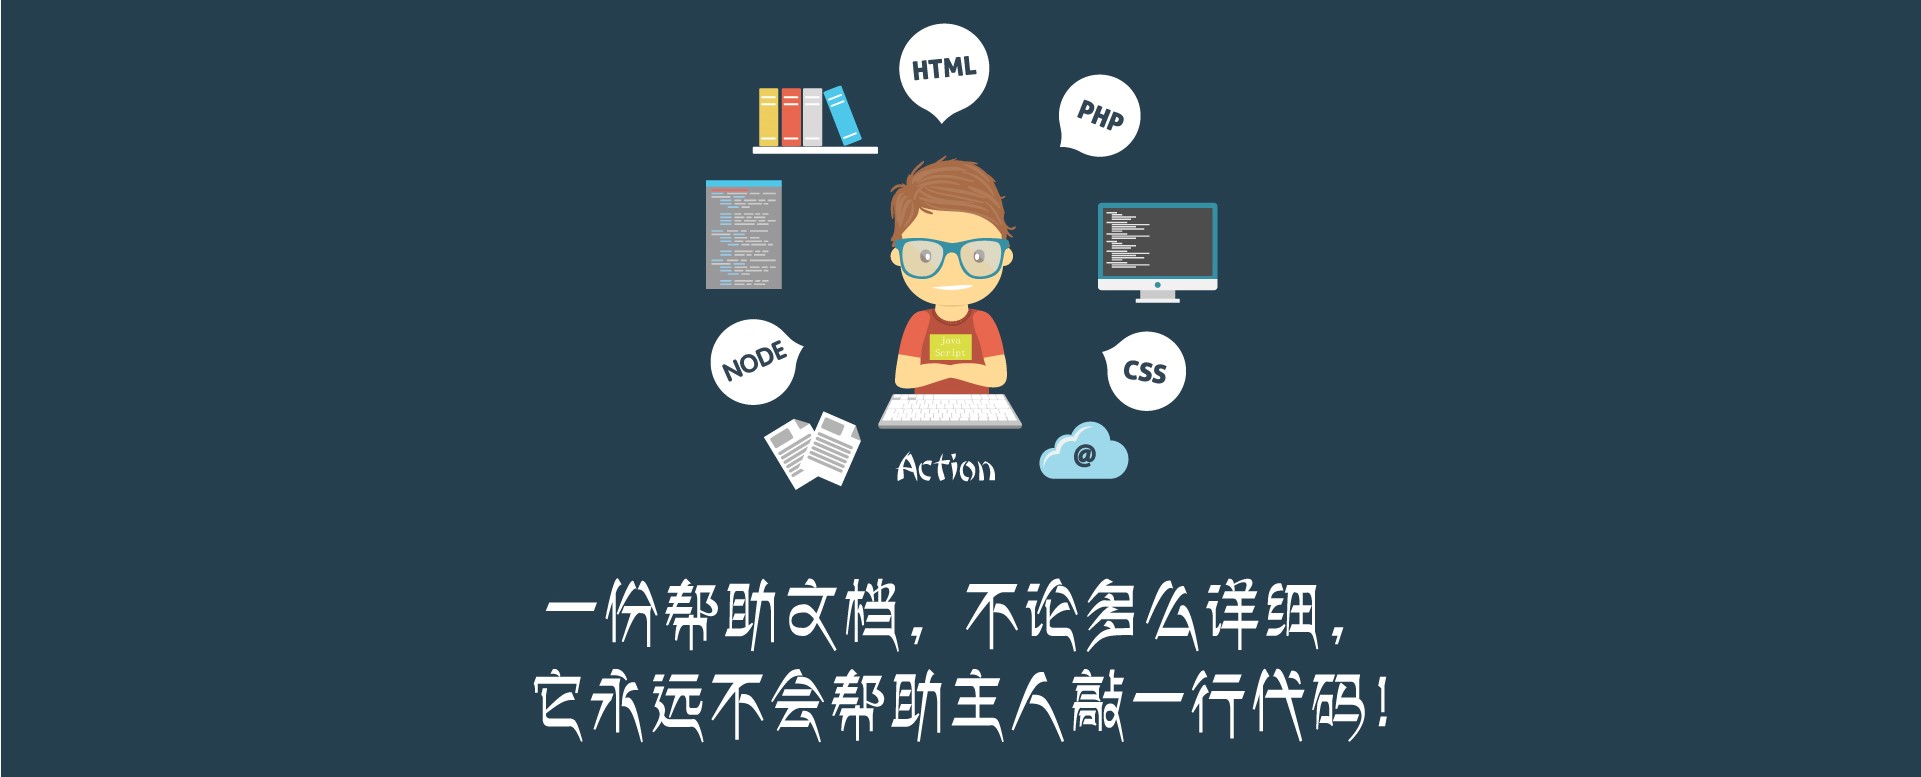 HTML
PHP
NODE
Java
Script
CSS
@
Action
一份帮助文档，不论多么详细，
它永远不会帮助主人敲一行代码！